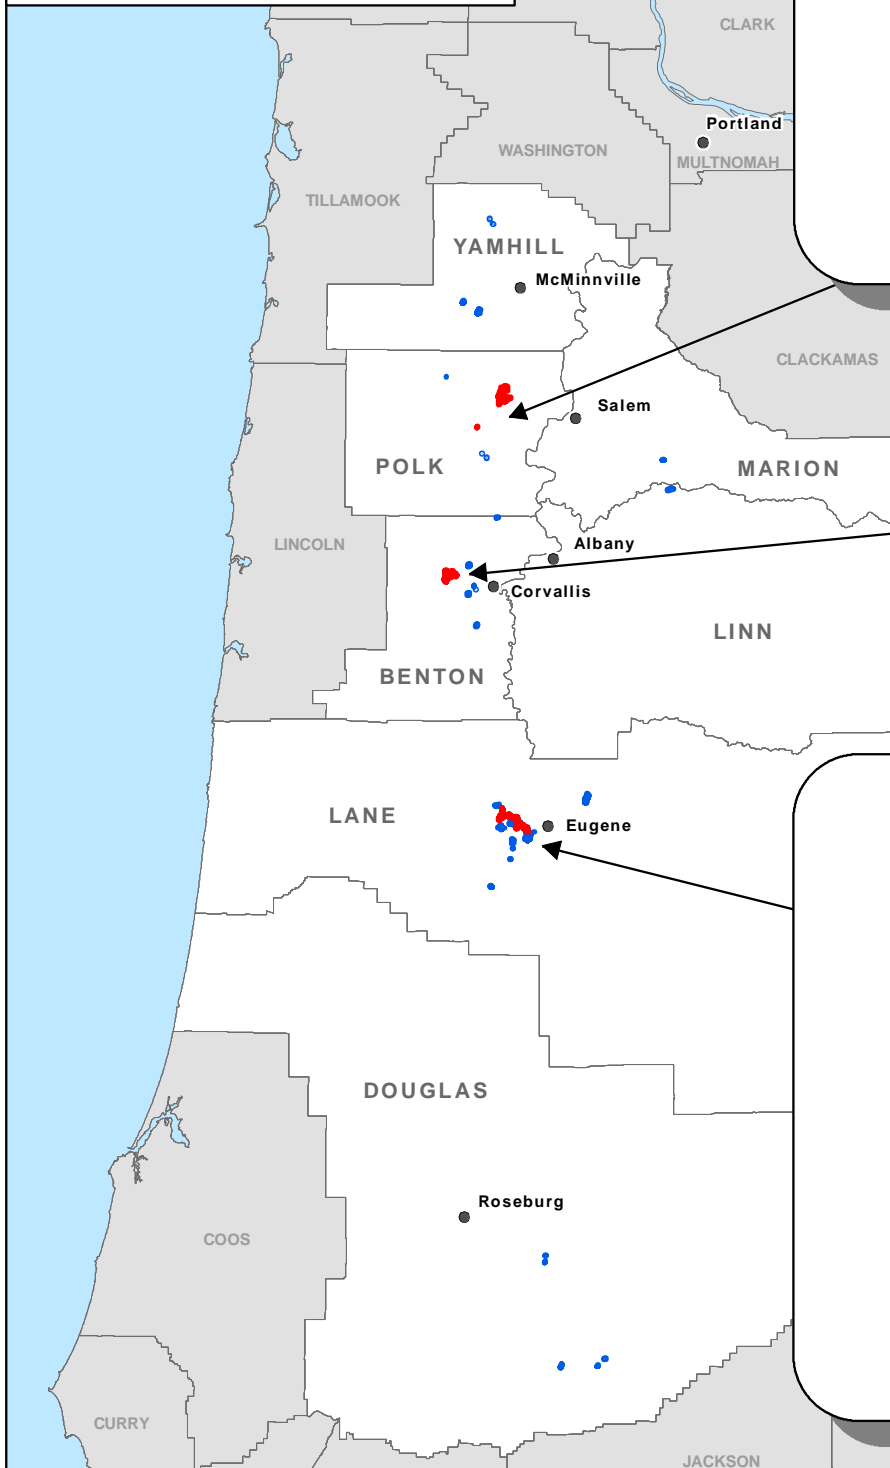 CLARK
Portland
WASHINGTON
MULTNOMAH
TILLAMOOK
YAMHILL
McMinnville
CLACKAMAS
Salem
POLK
MARION
LINCOLN
Albany
Corvallis
LINN
BENTON
LANE
Eugene
DOUGLAS
Roseburg
COOS
CURRY
JACKSON